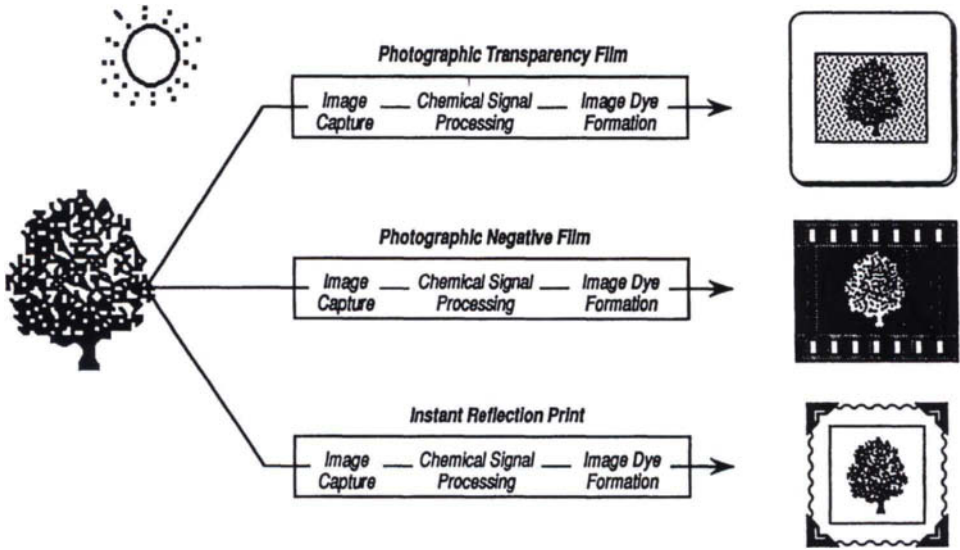 Photographic Transparency Film
Image Capture — Chemical Signal Processing — Image Dye Formation
Photographic Negative Film
Image Capture — Chemical Signal Processing — Image Dye Formation
Instant Reflection Print
Image Capture — Chemical Signal Processing — Image Dye Formation